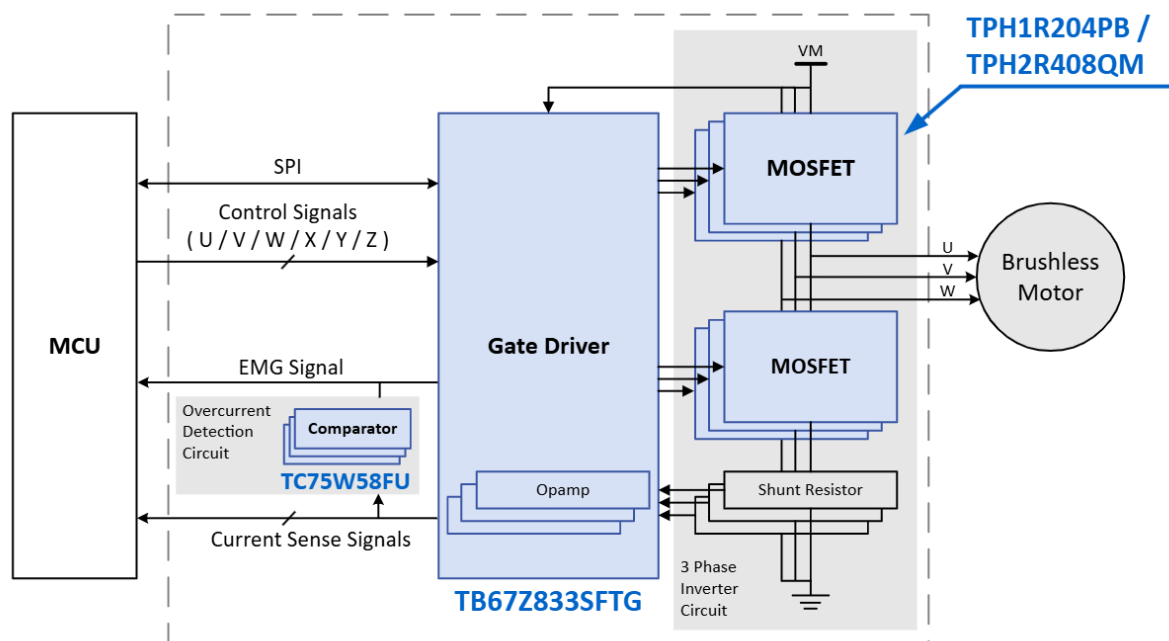 TPH1R204PB /
TPH2R408QM
VM
MCU
SPI
Control Signals
( U / V / W / X / Y / Z )
EMG Signal
Overcurrent
Detection
Circuit
Comparator
TC75W58FU
Current Sense Signals
Gate Driver
Opamp
TB67Z833SFTG
MOSFET
MOSFET
Shunt Resistor
3 Phase
Inverter
Circuit
U
V
W
Brushless
Motor